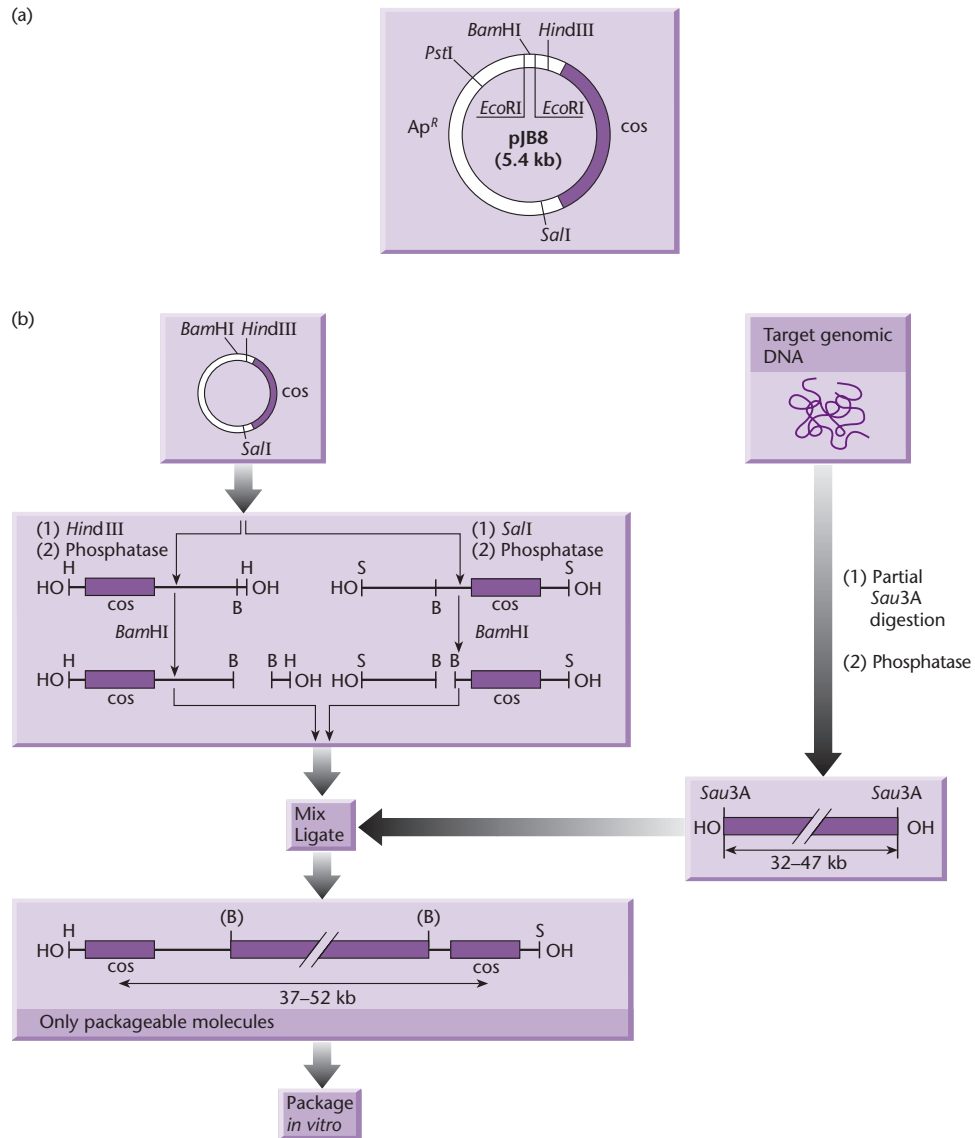 (a)
BamHI HindIII
PstI
EcoRI EcoRI
Ap^R
pJB8
(5.4 kb)
cos
SalI
(b)
BamHI HindIII
cos
SalI
Target genomic
DNA
(1) HindIII
(2) Phosphatase
(1) SalI
(2) Phosphatase
H H
HO OH
cos B
S S
HO OH
B cos
BamHI
BamHI
H B B H
HO OH
cos
S B B S
HO OH
cos
(1) Partial
Sau3A
digestion
(2) Phosphatase
Mix
Ligate
Sau3A Sau3A
HO OH
32–47 kb
H (B) (B) S
HO OH
cos cos
37–52 kb
Only packageable molecules
Package
in vitro